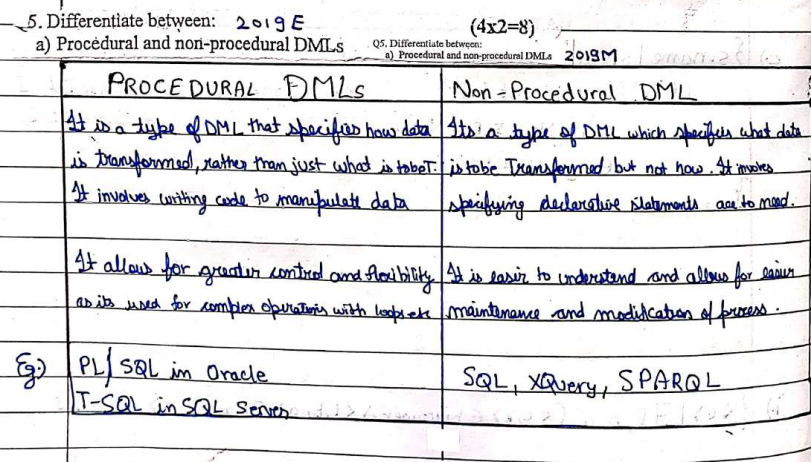 5. Differentiate between: 2019 E (4x2=8)
a) Procedural and non-procedural DMLs
Q5. Differentiate between:
a) Procedural and non-procedural DMLs 2019M
PROCEDURAL DMLs
It is a type of DML that specifies how data
is transformed, rather than just what is tobeT.
It involves writing code to manipulate data
It allows for greater control and flexibility
as its used for complex operations with loops etc
Non-Procedural DML
Its a type of DML which specifies what data
is tobe Transformed but not how. It invoves
specifying declarative statements acc to need.
It is easir to understand and allows for easier
maintenance and modification of process.
Eg:)
PL/SQL in Oracle
T-SQL in SQL Server
SQL, XQuery, SPARQL